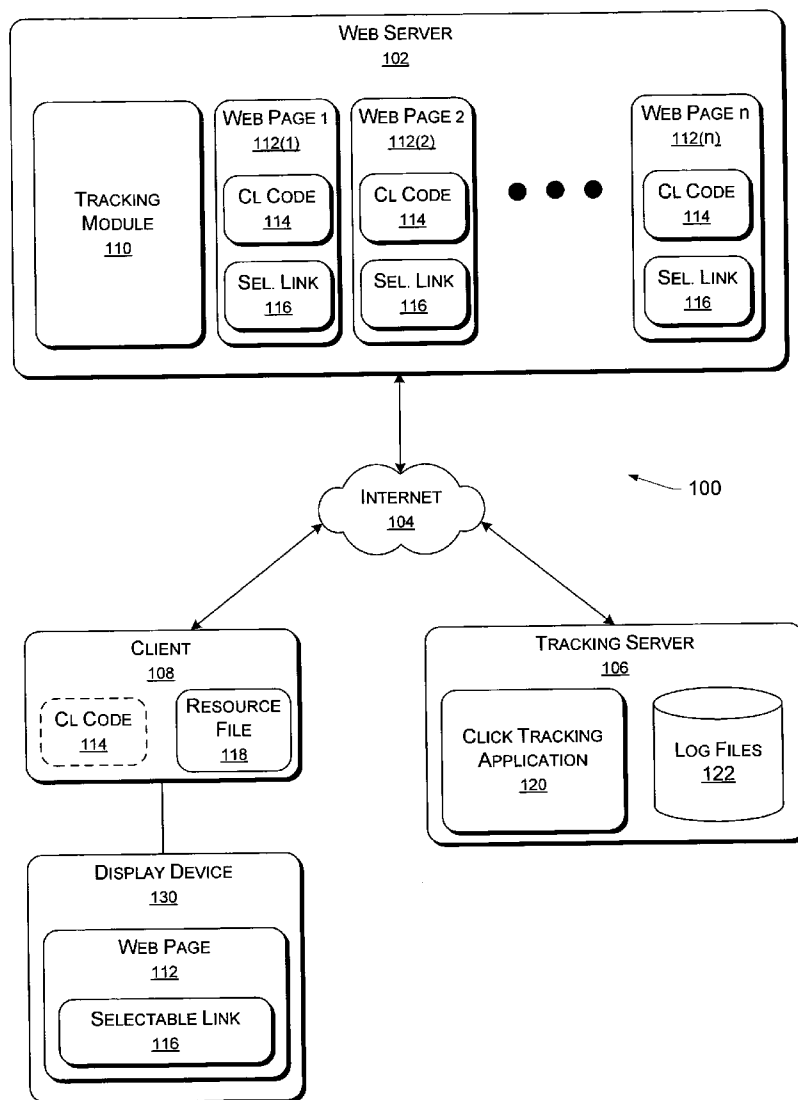 WEB SERVER
102
TRACKING
MODULE
110
WEB PAGE 1
112(1)
CL CODE
114
SEL. LINK
116
WEB PAGE 2
112(2)
CL CODE
114
SEL. LINK
116
WEB PAGE n
112(n)
CL CODE
114
SEL. LINK
116
INTERNET
104
100
CLIENT
108
CL CODE
114
RESOURCE
FILE
118
TRACKING SERVER
106
CLICK TRACKING
APPLICATION
120
LOG FILES
122
DISPLAY DEVICE
130
WEB PAGE
112
SELECTABLE LINK
116